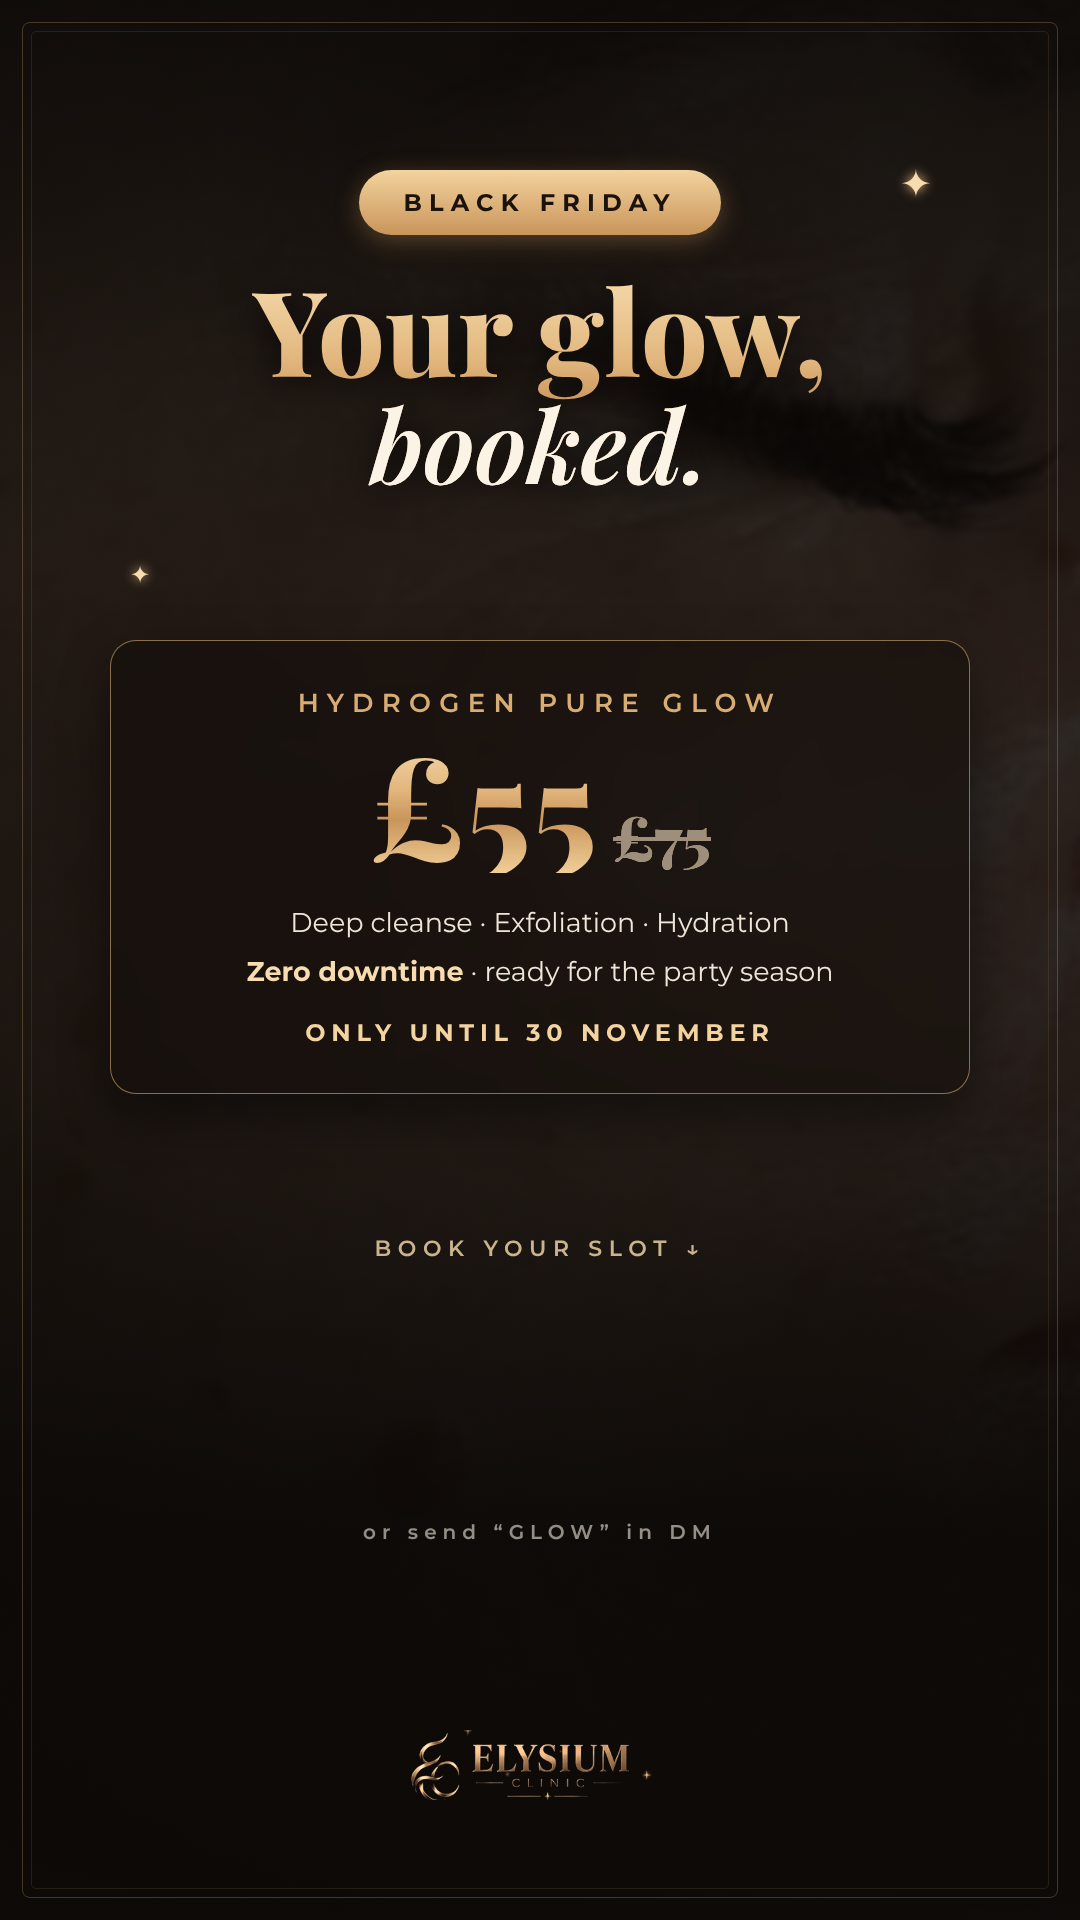 BLACK FRIDAY
Your glow,
booked.
HYDROGEN PURE GLOW
£55 £75
Deep cleanse · Exfoliation · Hydration
Zero downtime · ready for the party season
ONLY UNTIL 30 NOVEMBER
BOOK YOUR SLOT ↓
or send “GLOW” in DM
ELYSIUM
CLINIC